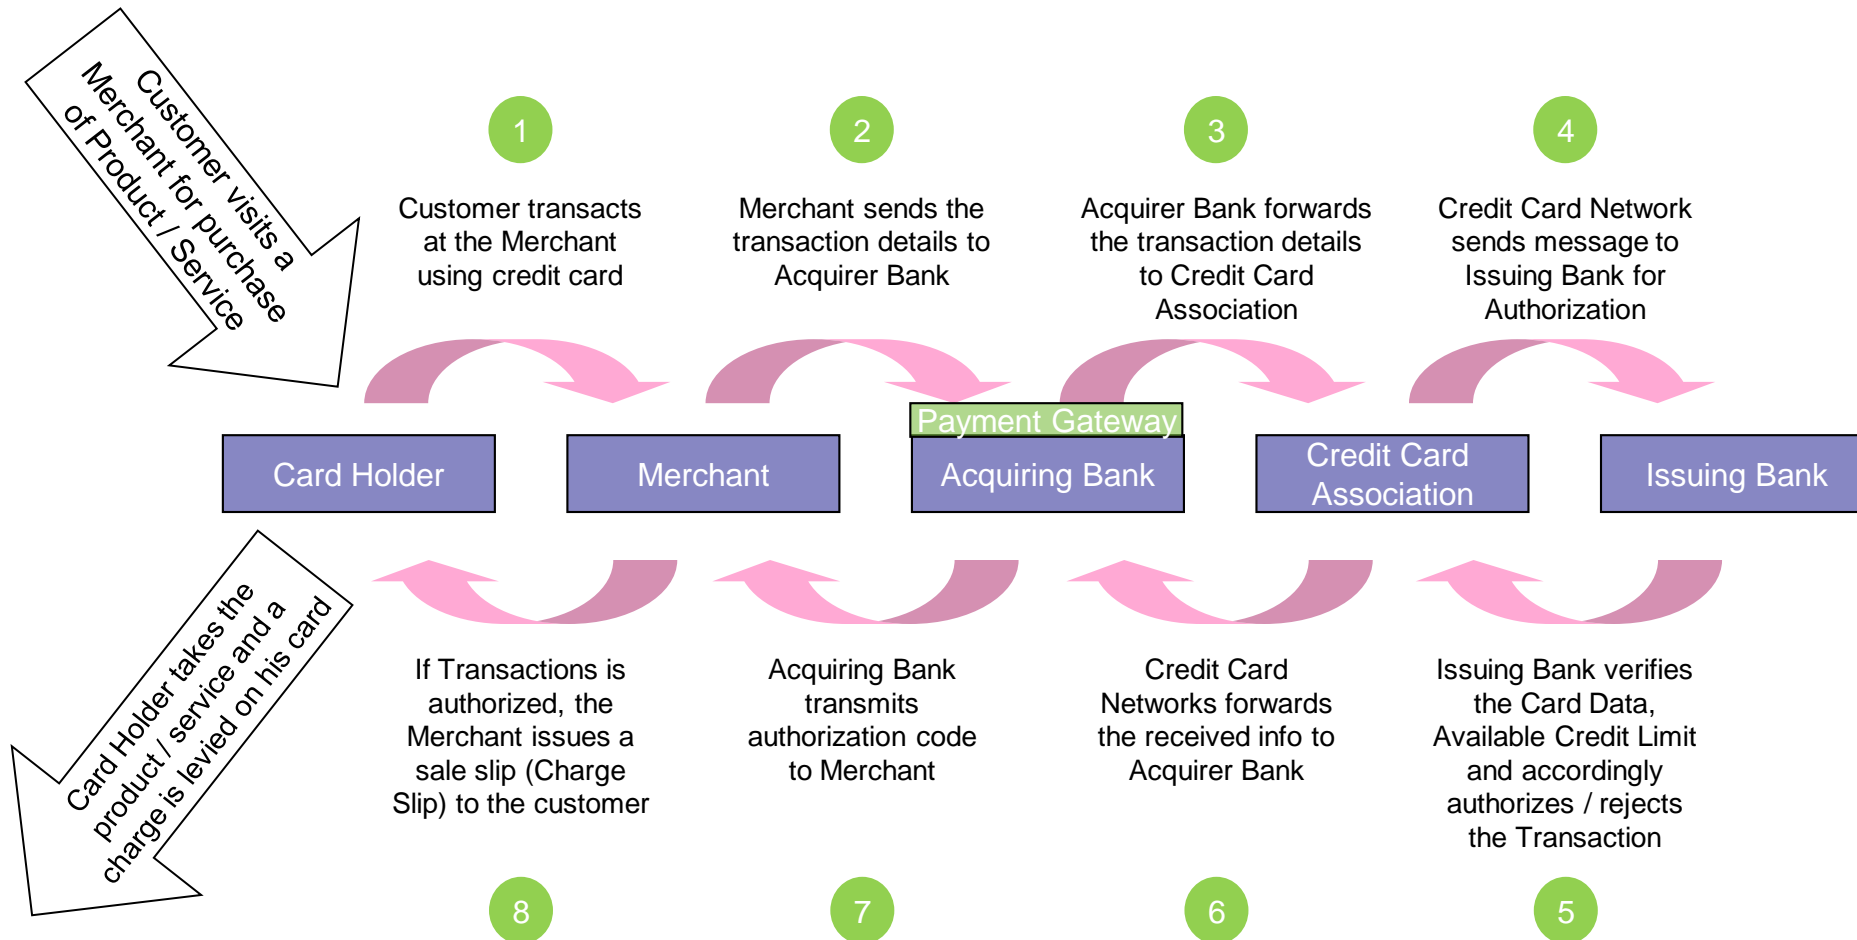 Customer visits a
Merchant for purchase
of Product / Service
1
Customer transacts
at the Merchant
using credit card
2
Merchant sends the
transaction details to
Acquirer Bank
3
Acquirer Bank forwards
the transaction details
to Credit Card
Association
4
Credit Card Network
sends message to
Issuing Bank for
Authorization
Card Holder
Merchant
Payment Gateway
Acquiring Bank
Credit Card
Association
Issuing Bank
Card Holder takes the
product / service and a
charge is levied on his card
If Transactions is
authorized, the
Merchant issues a
sale slip (Charge
Slip) to the customer
8
Acquiring Bank
transmits
authorization code
to Merchant
7
Credit Card
Networks forwards
the received info to
Acquirer Bank
6
Issuing Bank verifies
the Card Data,
Available Credit Limit
and accordingly
authorizes / rejects
the Transaction
5